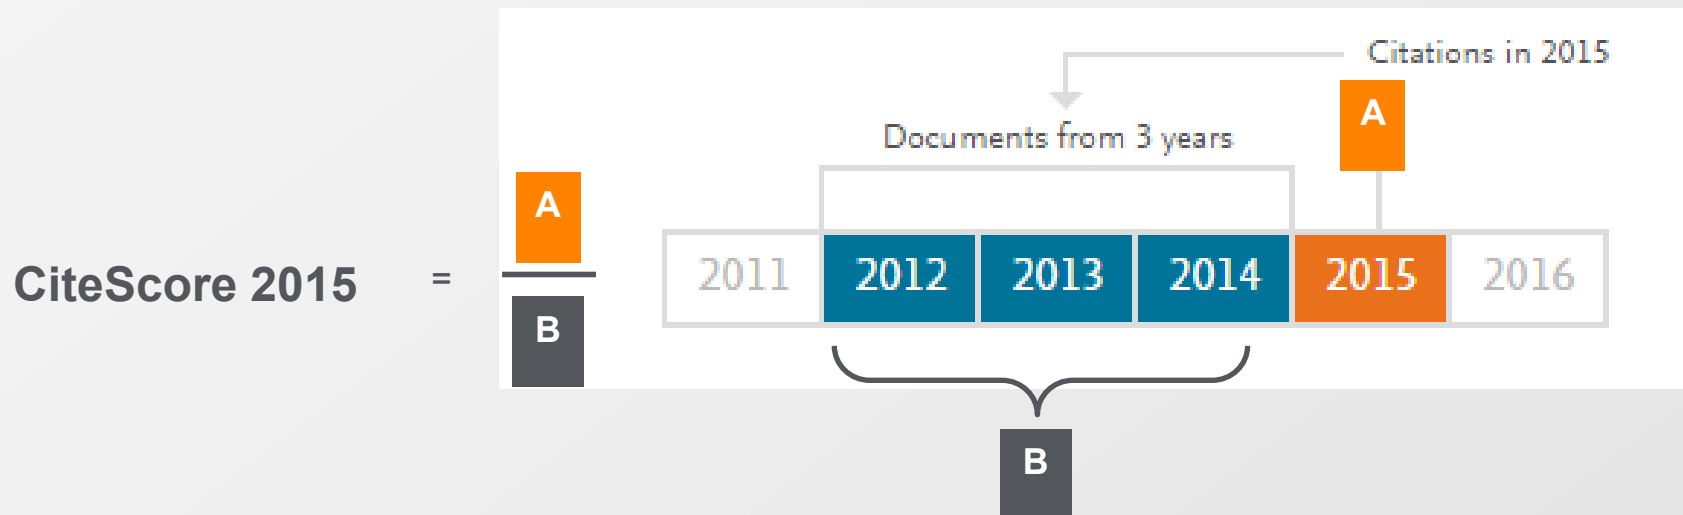 Citations in 2015
A
Documents from 3 years
A
CiteScore 2015 =
B
2011 2012 2013 2014 2015 2016
B